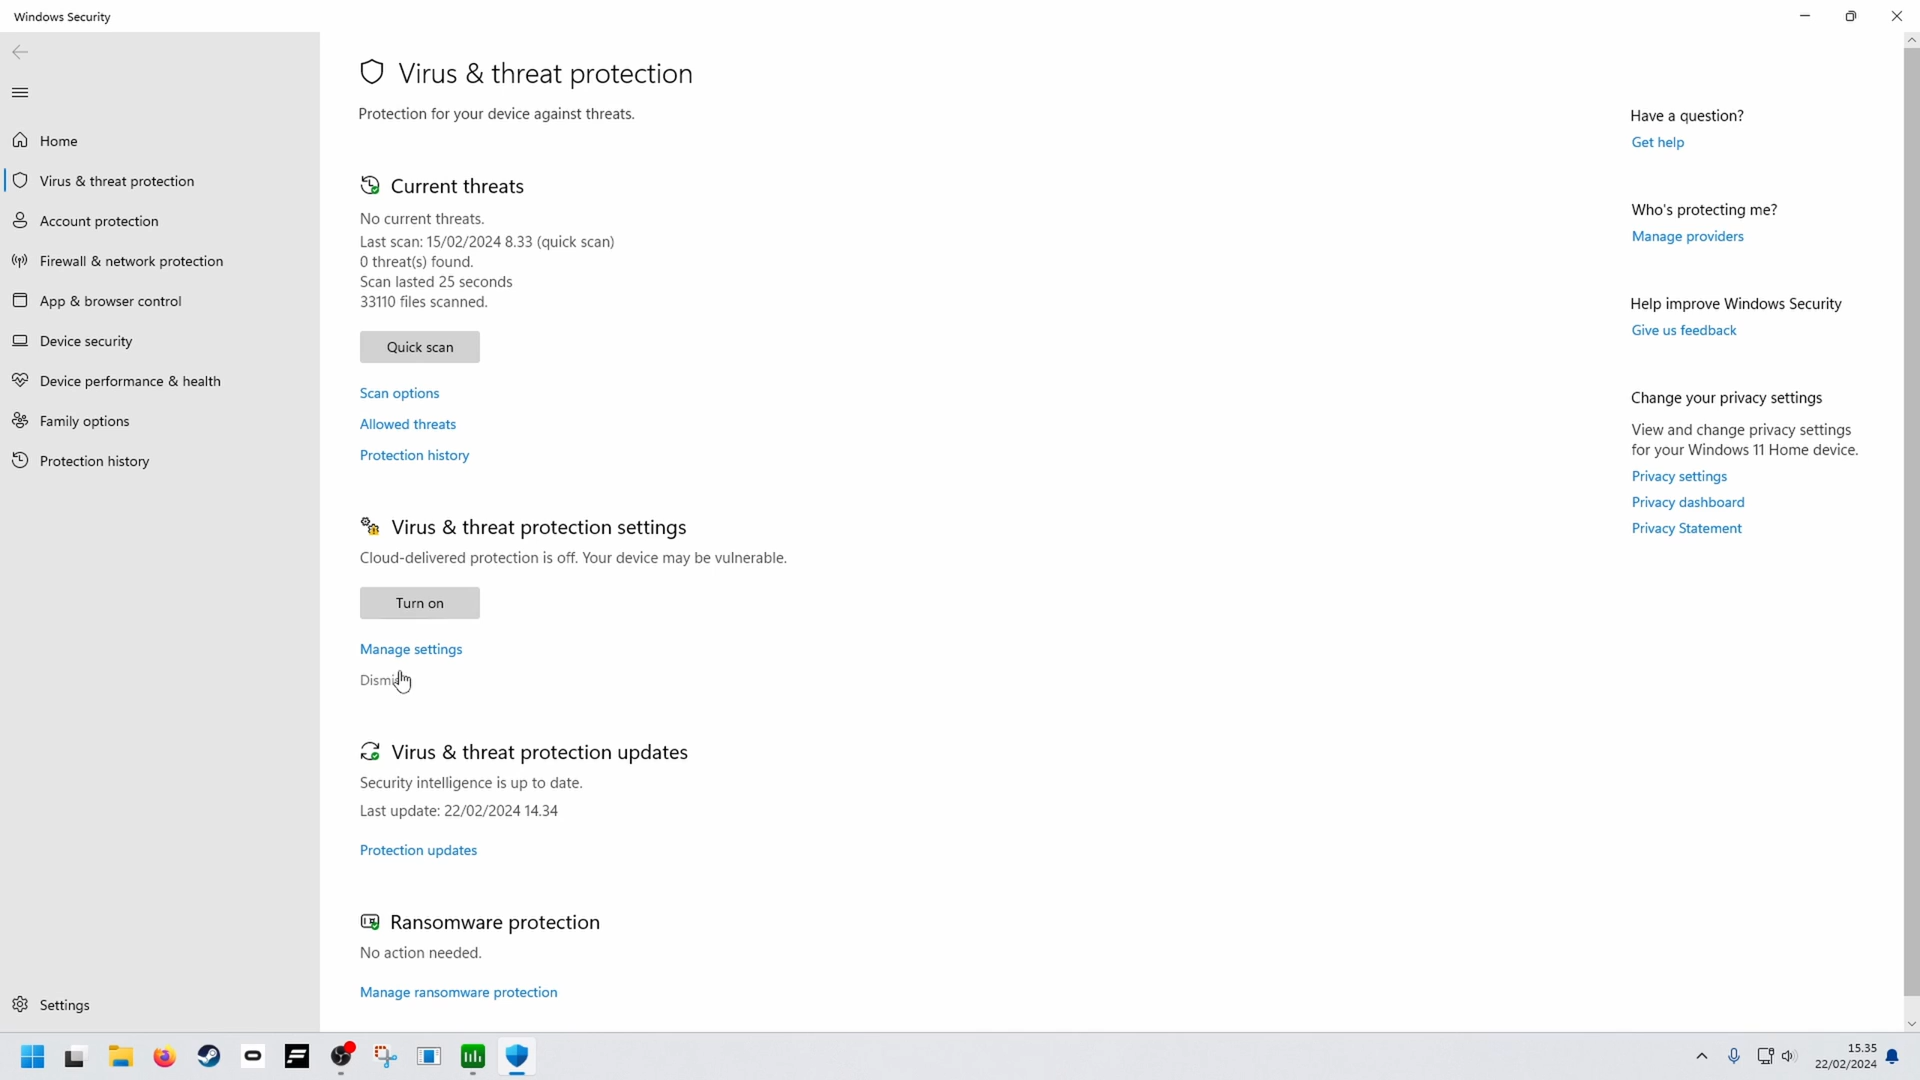 Windows Security
Home
Virus & threat protection
Account protection
Firewall & network protection
App & browser control
Device security
Device performance & health
Family options
Protection history
Settings
Virus & threat protection
Protection for your device against threats.
Current threats
No current threats.
Last scan: 15/02/2024 8.33 (quick scan)
0 threat(s) found.
Scan lasted 25 seconds
33110 files scanned.
Quick scan
Scan options
Allowed threats
Protection history
Virus & threat protection settings
Cloud-delivered protection is off. Your device may be vulnerable.
Turn on
Manage settings
Virus & threat protection updates
Security intelligence is up to date.
Last update: 22/02/2024 14.34
Protection updates
Ransomware protection
No action needed.
Manage ransomware protection
Have a question?
Get help
Who's protecting me?
Manage providers
Help improve Windows Security
Give us feedback
Change your privacy settings
View and change privacy settings
for your Windows 11 Home device.
Privacy settings
Privacy dashboard
Privacy Statement
15.35
22/02/2024